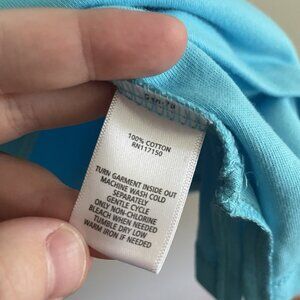 100% COTTON
RN117150
TURN GARMENT INSIDE OUT
MACHINE WASH COLD
SEPARATELY
GENTLE CYCLE
ONLY NON-CHLORINE
BLEACH WHEN NEEDED
TUMBLE DRY LOW
WARM IRON IF NEEDED